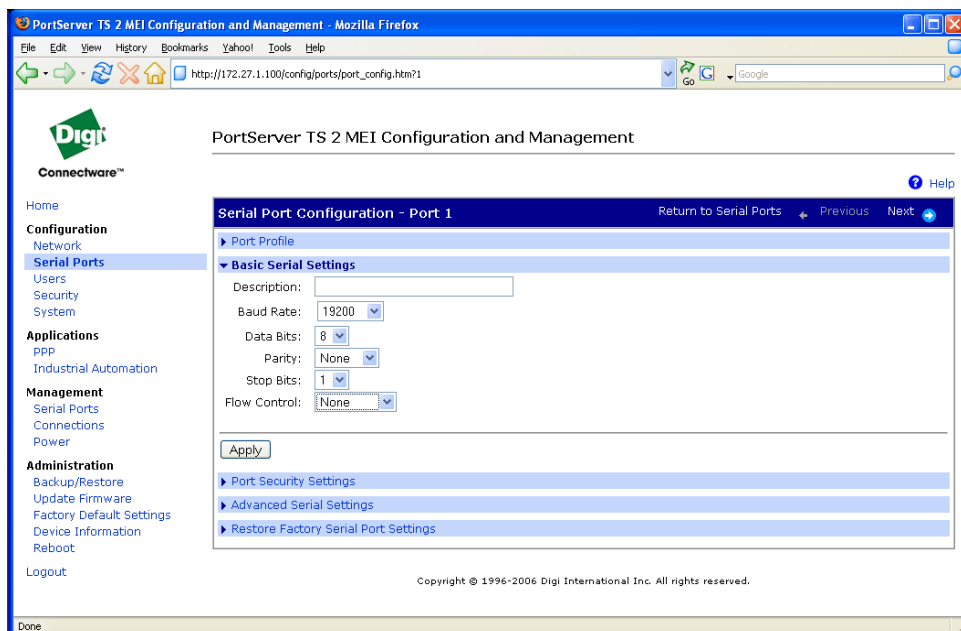 PortServer TS 2 MEI Configuration and Management - Mozilla Firefox
File Edit View History Bookmarks Yahoo! Tools Help
http://172.27.1.100/config/ports/port_config.htm?1 Go G Google
Digi
Connectware™
PortServer TS 2 MEI Configuration and Management
? Help
Home
Configuration
Network
Serial Ports
Users
Security
System
Applications
PPP
Industrial Automation
Management
Serial Ports
Connections
Power
Administration
Backup/Restore
Update Firmware
Factory Default Settings
Device Information
Reboot
Logout
Serial Port Configuration - Port 1 Return to Serial Ports Previous Next
Port Profile
Basic Serial Settings
Description:
Baud Rate: 19200
Data Bits: 8
Parity: None
Stop Bits: 1
Flow Control: None
Apply
Port Security Settings
Advanced Serial Settings
Restore Factory Serial Port Settings
Copyright © 1996-2006 Digi International Inc. All rights reserved.
Done